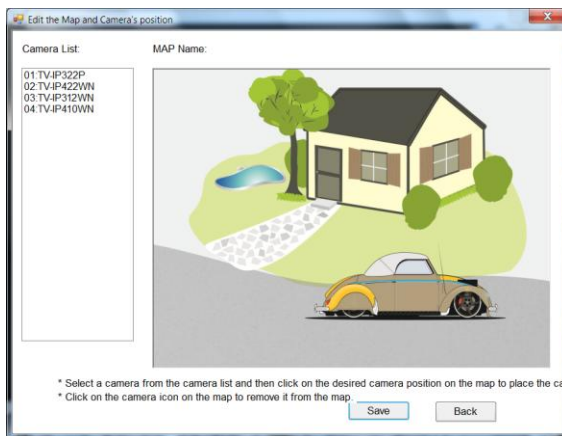 Edit the Map and Camera's position
Camera List:
MAP Name:
01:TV-IP322P
02:TV-IP422WN
03:TV-IP312WN
04:TV-IP410WN
* Select a camera from the camera list and then click on the desired camera position on the map to place the ca
* Click on the camera icon on the map to remove it from the map.
Save
Back